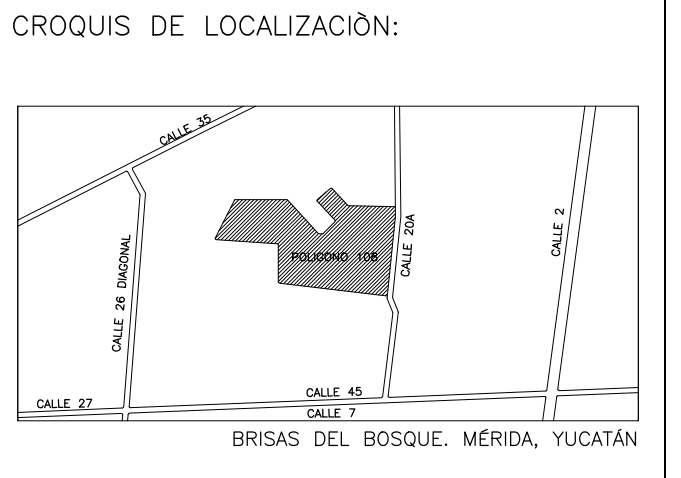 CROQUIS DE LOCALIZACIÒN:
CALLE 35
CALLE 26 DIAGONAL
POLIGONO 108
CALLE 20A
CALLE 2
CALLE 27
CALLE 45
CALLE 7
BRISAS DEL BOSQUE. MÉRIDA, YUCATÁN